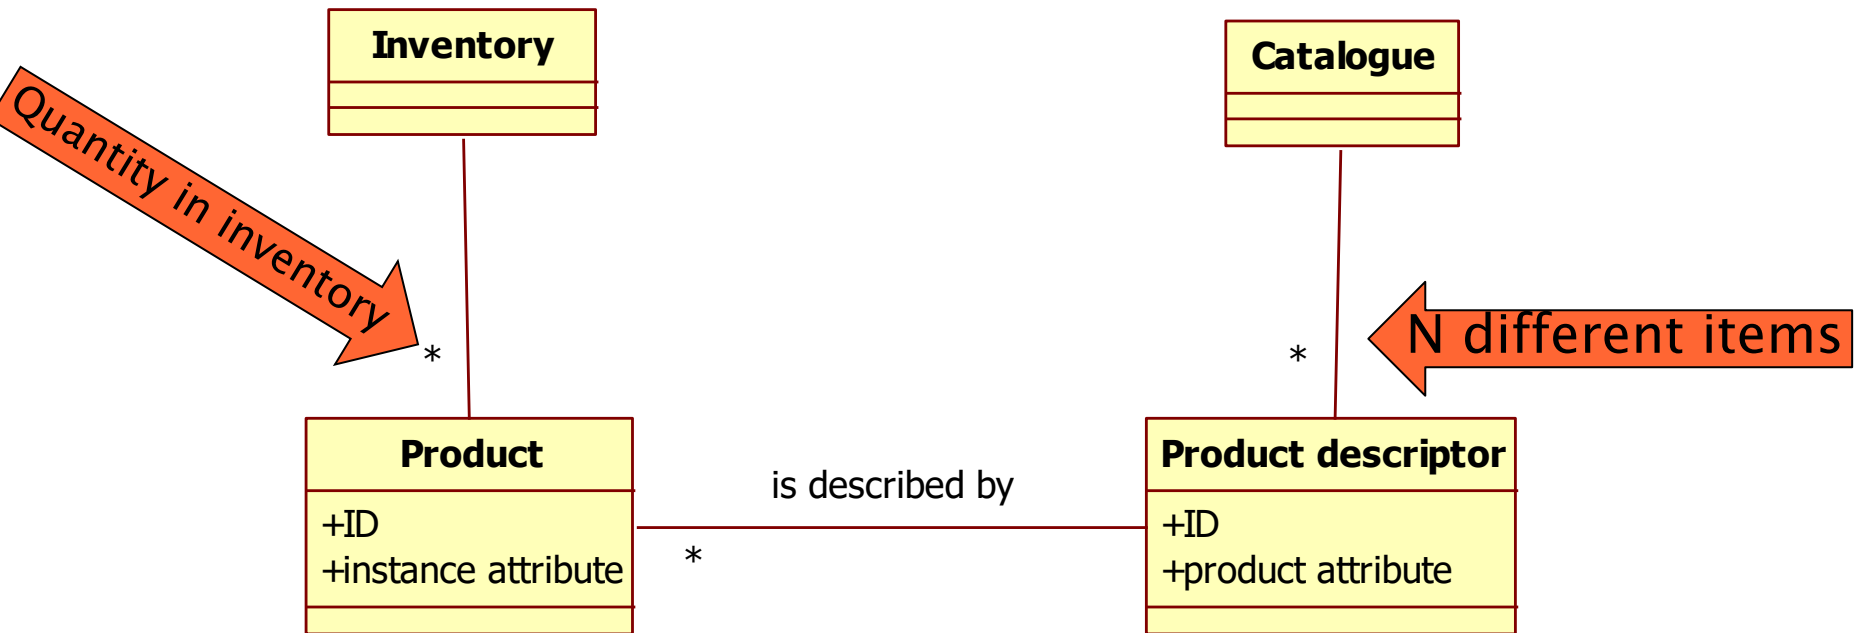 Inventory
Catalogue
Quantity in inventory
*
*
N different items
Product
+ID
+instance attribute
is described by
*
Product descriptor
+ID
+product attribute